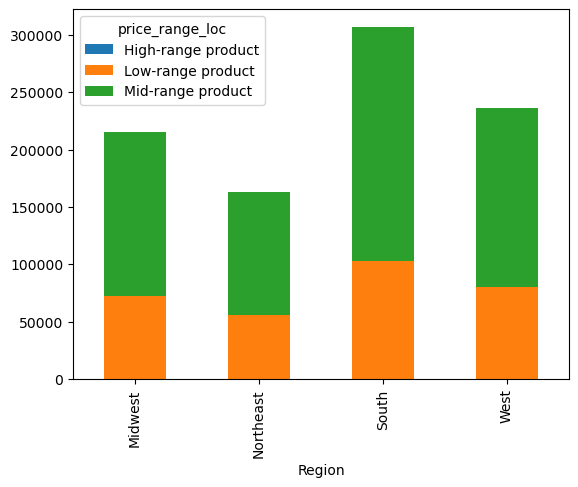 price_range_loc
High-range product
Low-range product
Mid-range product
300000
250000
200000
150000
100000
50000
0
Midwest
Northeast
South
West
Region